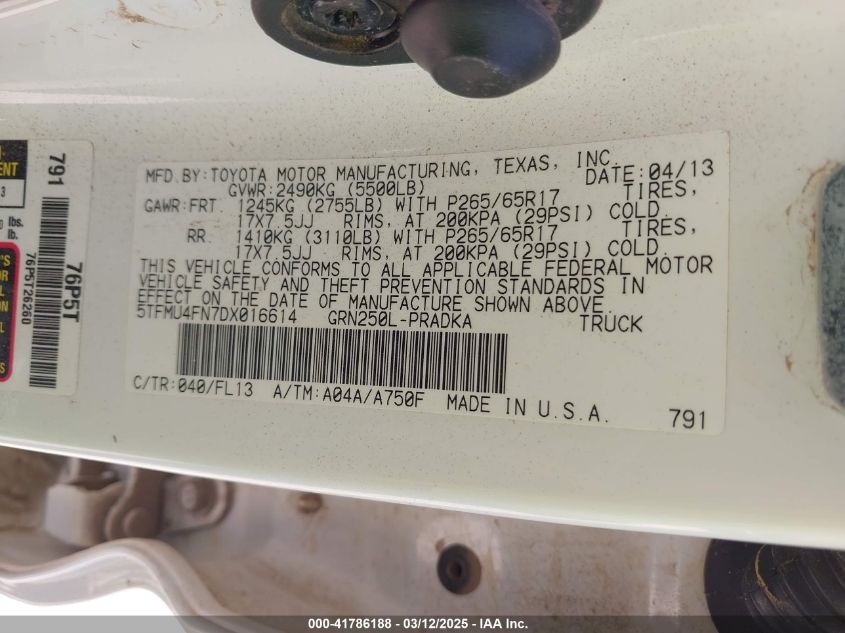 MFD.BY:TOYOTA MOTOR MANUFACTURING, TEXAS, INC.
GVWR:2490KG (5500LB) DATE:04/13
GAWR:FRT. 1245KG (2755LB) WITH P265/65R17 TIRES,
17X7.5JJ RIMS, AT 200KPA (29PSI) COLD.
RR. 1410KG (3110LB) WITH P265/65R17 TIRES,
17X7.5JJ RIMS, AT 200KPA (29PSI) COLD.
THIS VEHICLE CONFORMS TO ALL APPLICABLE FEDERAL MOTOR
VEHICLE SAFETY AND THEFT PREVENTION STANDARDS IN
EFFECT ON THE DATE OF MANUFACTURE SHOWN ABOVE.
5TFMU4FN7DX016614 GRN250L-PRADKA TRUCK
C/TR:040/FL13 A/TM:A04A/A750F MADE IN U.S.A.
791
791
76P5T
76P5T26260
ENT
3
lbs.
lb.
000-41786188 - 03/12/2025 - IAA Inc.